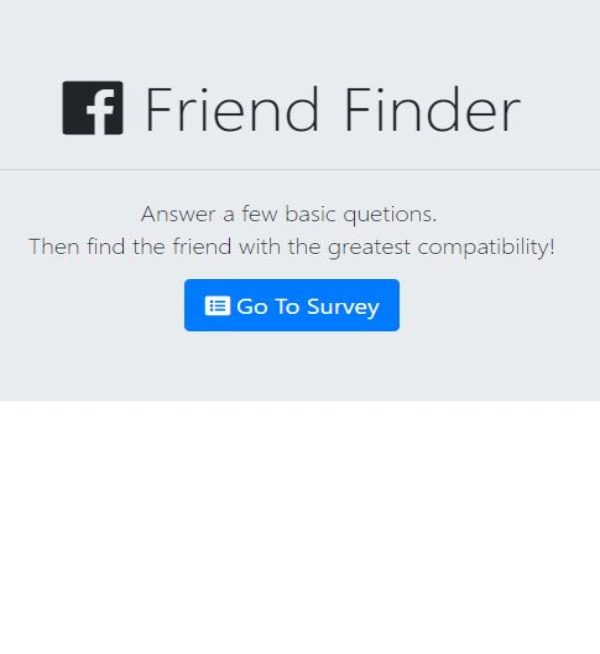 Friend Finder
Answer a few basic quetions.
Then find the friend with the greatest compatibility!
Go To Survey